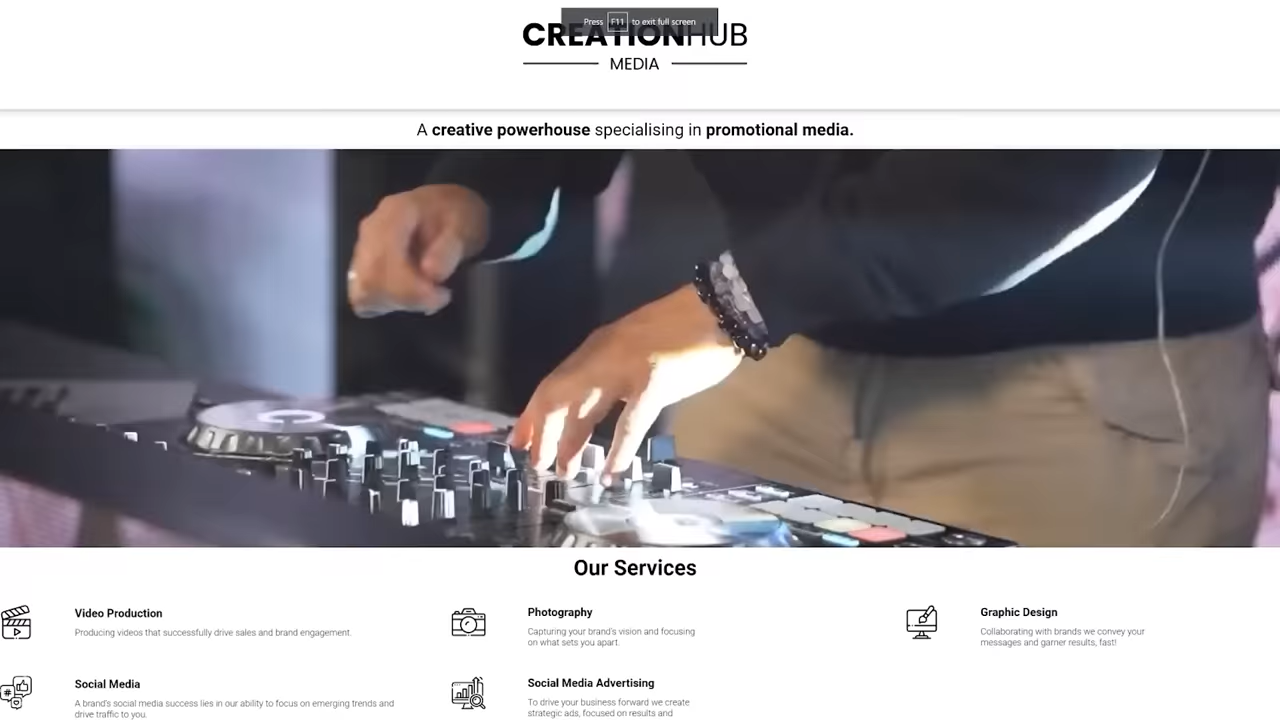 Press F11 to exit full screen
CREATIONHUB
MEDIA
A creative powerhouse specialising in promotional media.
Our Services
Video Production
Producing videos that successfully drive sales and brand engagement.
Photography
Capturing your brand's vision and focusing
on what sets you apart.
Graphic Design
Collaborating with brands we convey your
messages and garner results, fast!
Social Media
A brand's social media success lies in our ability to focus on emerging trends and
drive traffic to you.
Social Media Advertising
To drive your business forward we create
strategic ads, focused on results and